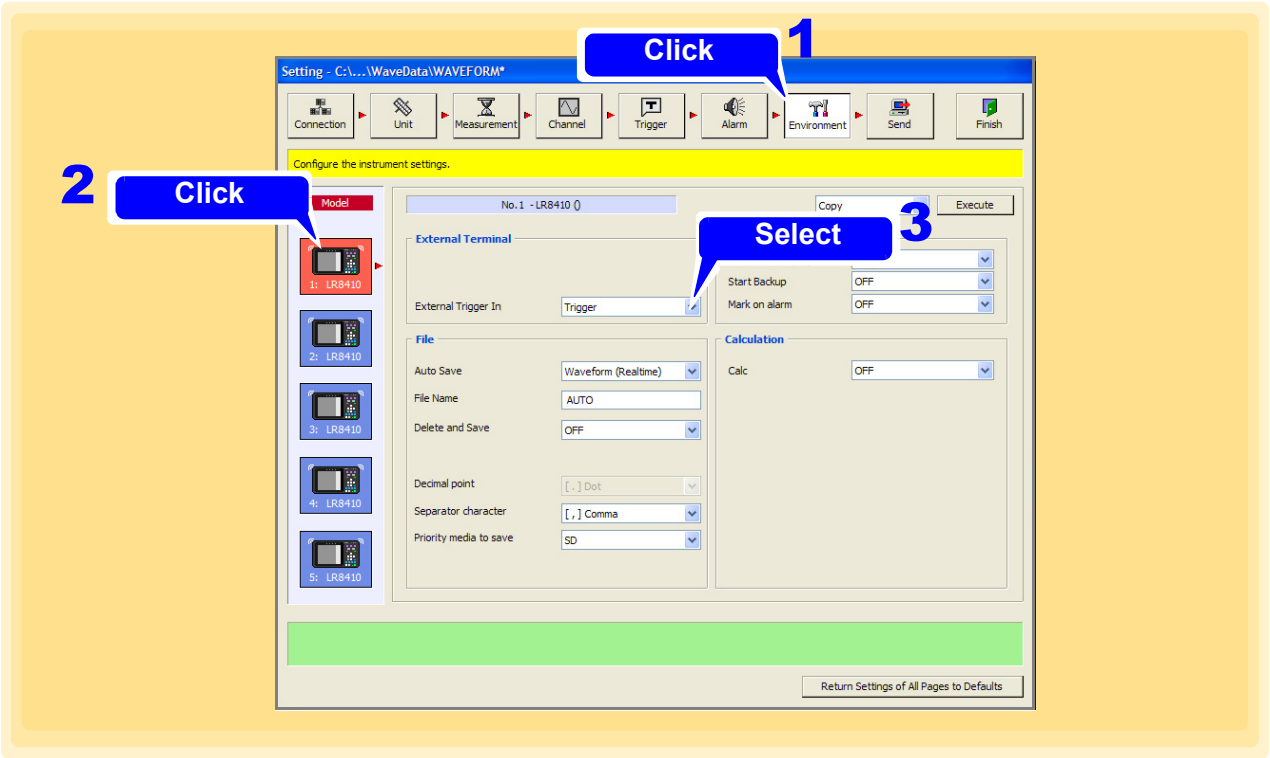 1
Click
Setting - C:\...\WaveData\WAVEFORM*
Connection
Unit
Measurement
Channel
Trigger
Alarm
Environment
Send
Finish
Configure the instrument settings.
2
Click
Model
No.1 - LR8410 ()
Copy
Execute
3
Select
1: LR8410
2: LR8410
3: LR8410
4: LR8410
5: LR8410
External Terminal
External Trigger In
Trigger
Start Backup
OFF
Mark on alarm
OFF
File
Auto Save
Waveform (Realtime)
File Name
AUTO
Delete and Save
OFF
Decimal point
[ . ] Dot
Separator character
[ , ] Comma
Priority media to save
SD
Calculation
Calc
OFF
Return Settings of All Pages to Defaults